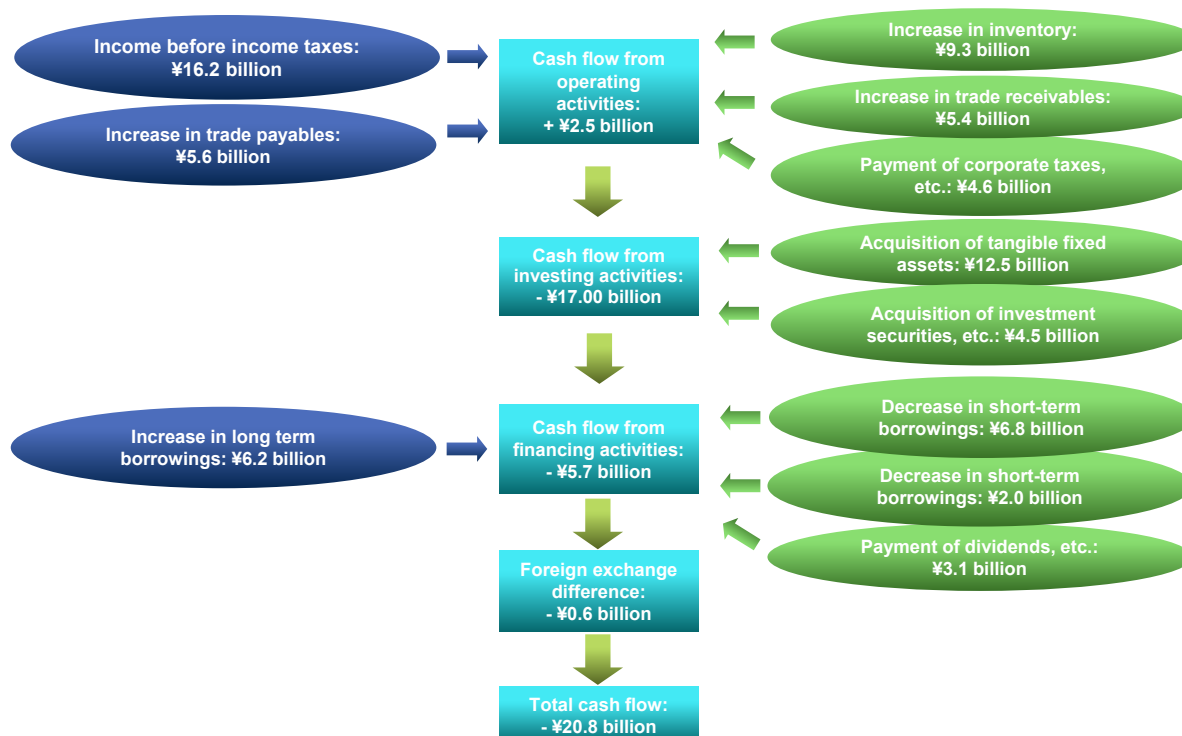 Income before income taxes:
¥16.2 billion
Increase in trade payables:
¥5.6 billion
Cash flow from
operating
activities:
+ ¥2.5 billion
Increase in inventory:
¥9.3 billion
Increase in trade receivables:
¥5.4 billion
Payment of corporate taxes,
etc.: ¥4.6 billion
Cash flow from
investing activities:
- ¥17.00 billion
Acquisition of tangible fixed
assets: ¥12.5 billion
Acquisition of investment
securities, etc.: ¥4.5 billion
Increase in long term
borrowings: ¥6.2 billion
Cash flow from
financing activities:
- ¥5.7 billion
Decrease in short-term
borrowings: ¥6.8 billion
Decrease in short-term
borrowings: ¥2.0 billion
Payment of dividends, etc.:
¥3.1 billion
Foreign exchange
difference:
- ¥0.6 billion
Total cash flow:
- ¥20.8 billion